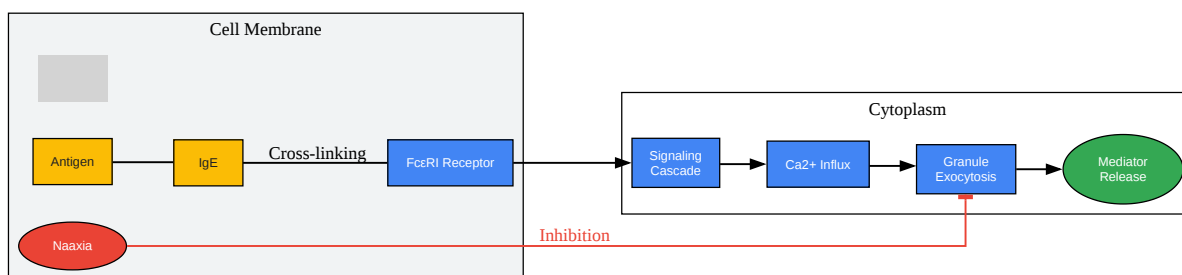 Cell Membrane
Cytoplasm
Antigen
IgE
Cross-linking
FcεRI Receptor
Signaling
Cascade
Ca2+ Influx
Granule
Exocytosis
Mediator
Release
Naaxia
Inhibition